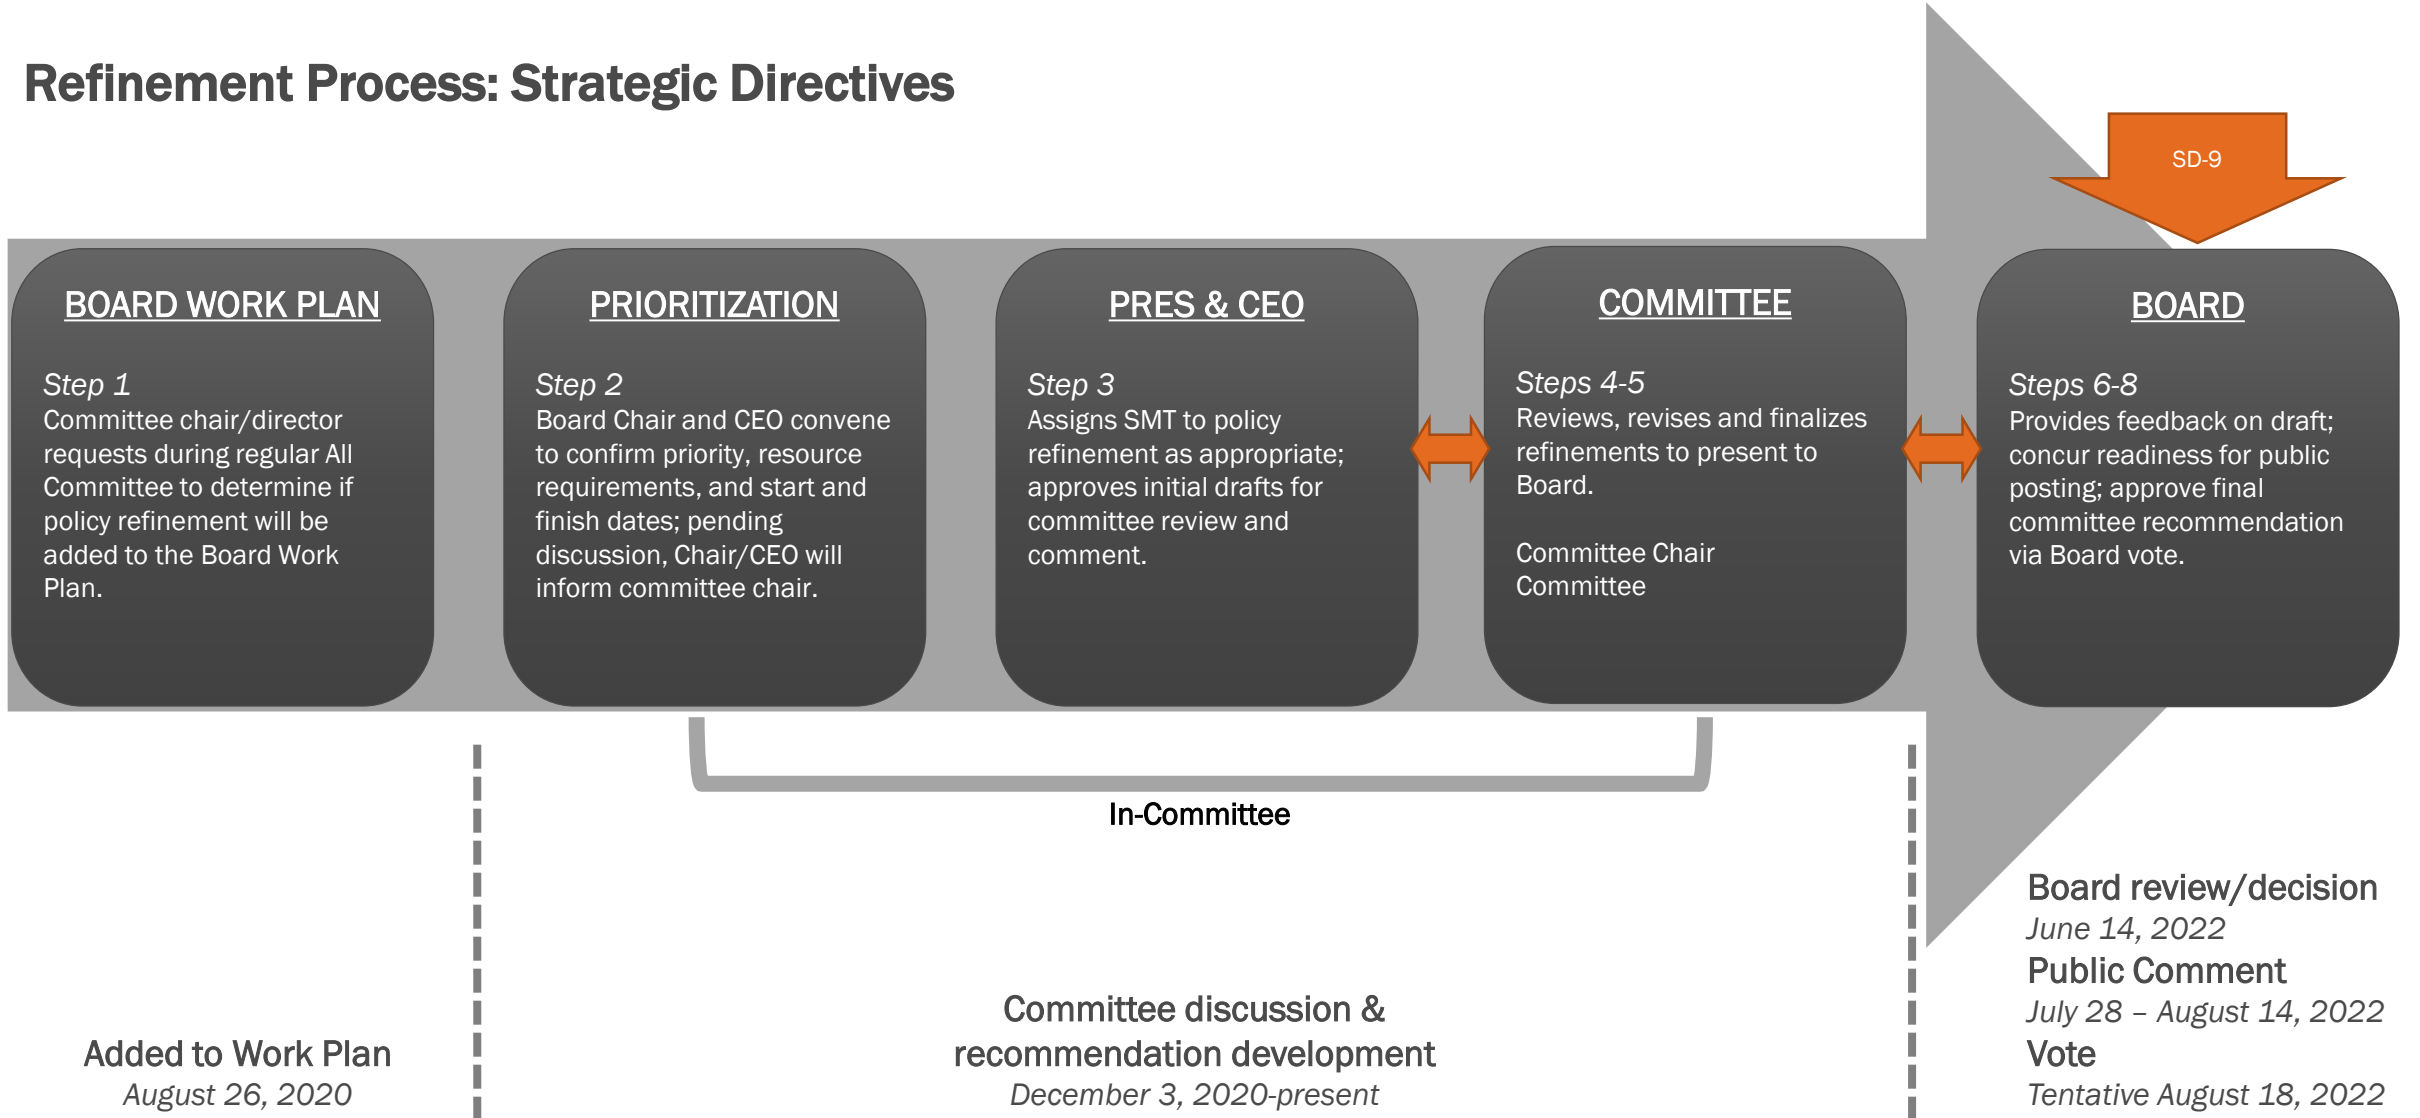 Refinement Process: Strategic Directives
SD-9
BOARD WORK PLAN
Step 1
Committee chair/director
requests during regular All
Committee to determine if
policy refinement will be
added to the Board Work
Plan.
PRIORITIZATION
Step 2
Board Chair and CEO convene
to confirm priority, resource
requirements, and start and
finish dates; pending
discussion, Chair/CEO will
inform committee chair.
PRES & CEO
Step 3
Assigns SMT to policy
refinement as appropriate;
approves initial drafts for
committee review and
comment.
COMMITTEE
Steps 4-5
Reviews, revises and finalizes
refinements to present to
Board.
Committee Chair
Committee
BOARD
Steps 6-8
Provides feedback on draft;
concur readiness for public
posting; approve final
committee recommendation
via Board vote.
In-Committee
Added to Work Plan
August 26, 2020
Committee discussion &
recommendation development
December 3, 2020-present
Board review/decision
June 14, 2022
Public Comment
July 28 – August 14, 2022
Vote
Tentative August 18, 2022